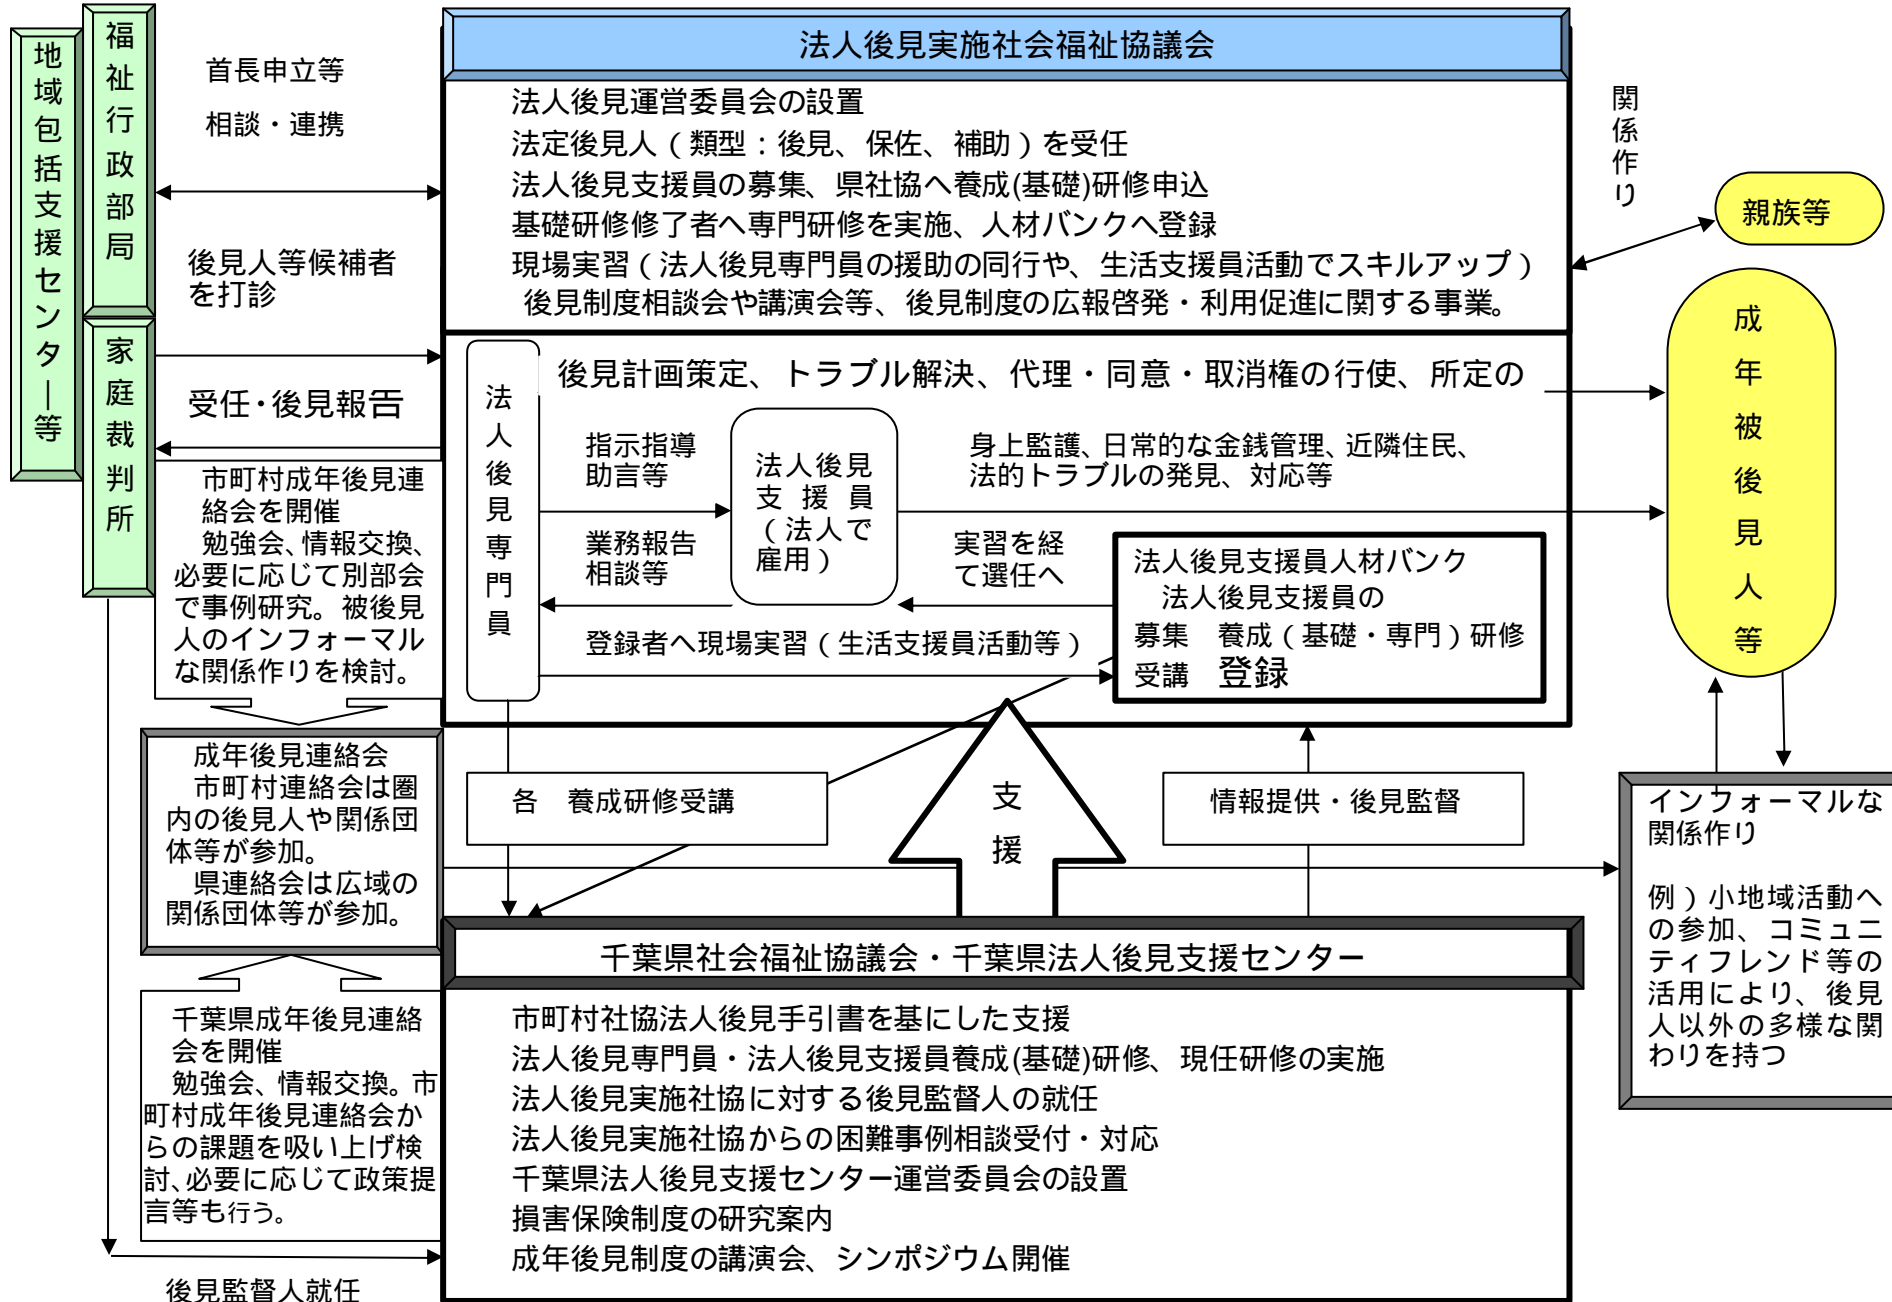 地域包括支援センター等
福祉行政部局
家庭裁判所
首長申立等
相談・連携
後見人等候補者
を打診
受任・後見報告
法人後見実施社会福祉協議会
法人後見運営委員会の設置
法定後見人（類型：後見、保佐、補助）を受任
法人後見支援員の募集、県社協へ養成(基礎)研修申込
基礎研修修了者へ専門研修を実施、人材バンクへ登録
現場実習（法人後見専門員の援助の同行や、生活支援員活動でスキルアップ）
後見制度相談会や講演会等、後見制度の広報啓発・利用促進に関する事業。
関係作り
親族等
成年被後見人等
法人後見専門員
後見計画策定、トラブル解決、代理・同意・取消権の行使、所定の
指示指導
助言等
法人後見
支援員
（法人で
雇用）
身上監護、日常的な金銭管理、近隣住民、
法的トラブルの発見、対応等
業務報告
相談等
実習を経
て選任へ
登録者へ現場実習（生活支援員活動等）
法人後見支援員人材バンク
法人後見支援員の
募集　養成（基礎・専門）研修
受講　登録
市町村成年後見連
絡会を開催
勉強会、情報交換、
必要に応じて別部会
で事例研究。被後見
人のインフォーマル
な関係作りを検討。
成年後見連絡会
市町村連絡会は圏
内の後見人や関係団
体等が参加。
県連絡会は広域の
関係団体等が参加。
各　養成研修受講
支援
情報提供・後見監督
インフォーマルな
関係作り
例）小地域活動へ
の参加、コミュニ
ティフレンド等の
活用により、後見
人以外の多様な関
わりを持つ
千葉県成年後見連絡
会を開催
勉強会、情報交換。市
町村成年後見連絡会か
らの課題を吸い上げ検
討、必要に応じて政策提
言等も行う。
後見監督人就任
千葉県社会福祉協議会・千葉県法人後見支援センター
市町村社協法人後見手引書を基にした支援
法人後見専門員・法人後見支援員養成(基礎)研修、現任研修の実施
法人後見実施社協に対する後見監督人の就任
法人後見実施社協からの困難事例相談受付・対応
千葉県法人後見支援センター運営委員会の設置
損害保険制度の研究案内
成年後見制度の講演会、シンポジウム開催